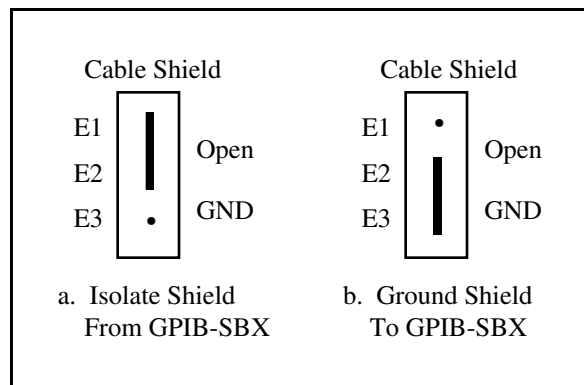 Cable Shield
E1
Open
E2
GND
E3
a. Isolate Shield
From GPIB-SBX
Cable Shield
E1
Open
E2
GND
E3
b. Ground Shield
To GPIB-SBX